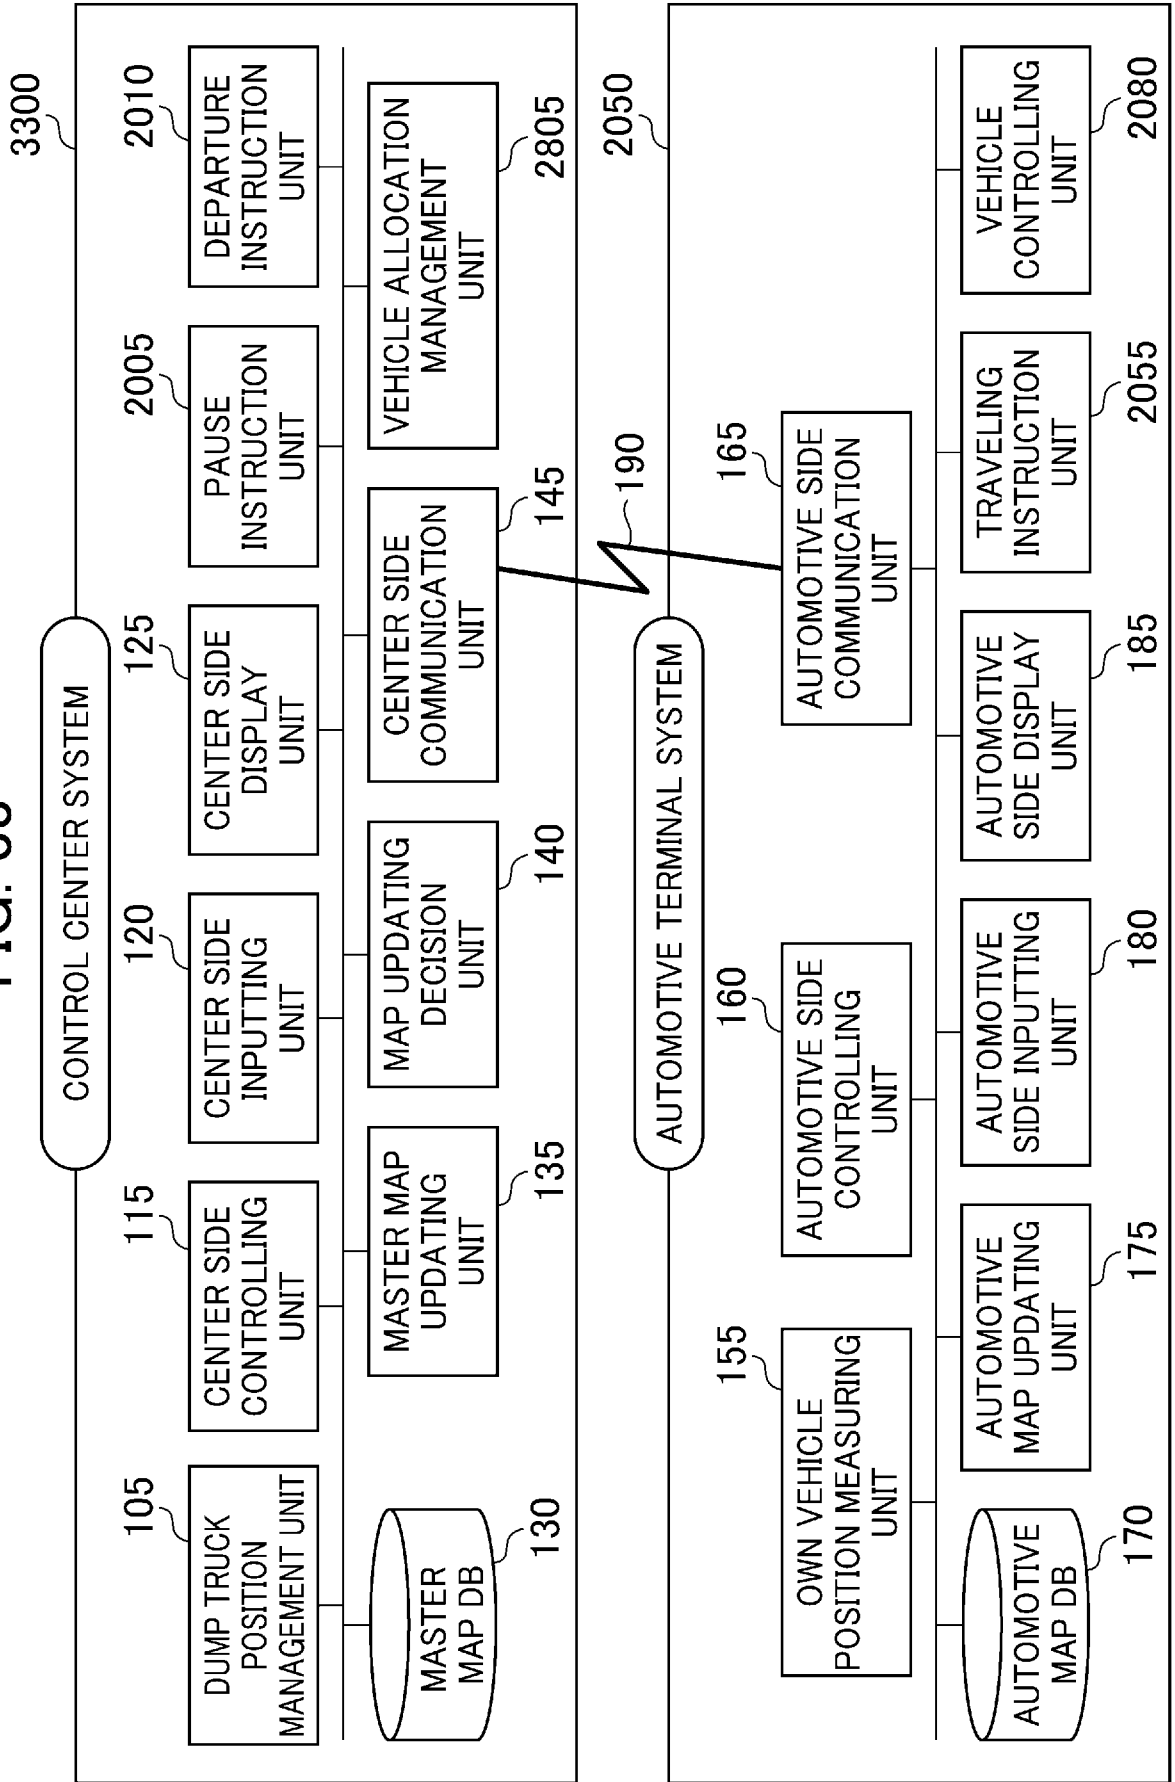 FIG.
CONTROL CENTER SYSTEM
3300
DUMP TRUCK
POSITION
MANAGEMENT UNIT
105
CENTER SIDE
CONTROLLING
UNIT
115
CENTER SIDE
INPUTTING
UNIT
120
CENTER SIDE
DISPLAY
UNIT
125
PAUSE
INSTRUCTION
UNIT
2005
DEPARTURE
INSTRUCTION
UNIT
2010
MASTER
MAP DB
130
MASTER MAP
UPDATING
UNIT
135
MAP UPDATING
DECISION
UNIT
140
CENTER SIDE
COMMUNICATION
UNIT
145
VEHICLE ALLOCATION
MANAGEMENT
UNIT
2805
190
AUTOMOTIVE TERMINAL SYSTEM
2050
OWN VEHICLE
POSITION MEASURING
UNIT
155
AUTOMOTIVE SIDE
CONTROLLING
UNIT
160
AUTOMOTIVE SIDE
COMMUNICATION
UNIT
165
AUTOMOTIVE
MAP DB
170
AUTOMOTIVE
MAP UPDATING
UNIT
175
AUTOMOTIVE
SIDE INPUTTING
UNIT
180
AUTOMOTIVE
SIDE DISPLAY
UNIT
185
TRAVELING
INSTRUCTION
UNIT
2055
VEHICLE
CONTROLLING
UNIT
2080